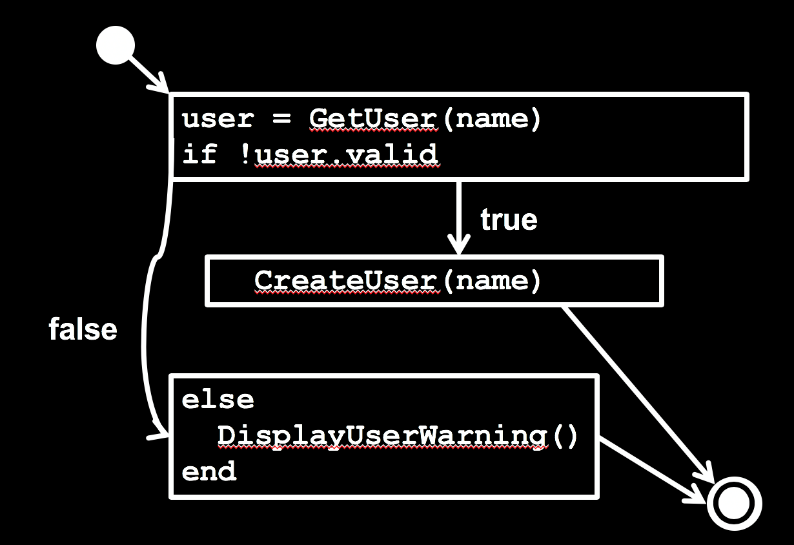 user = GetUser(name)
if !user.valid
true
CreateUser(name)
false
else
DisplayUserWarning()
end